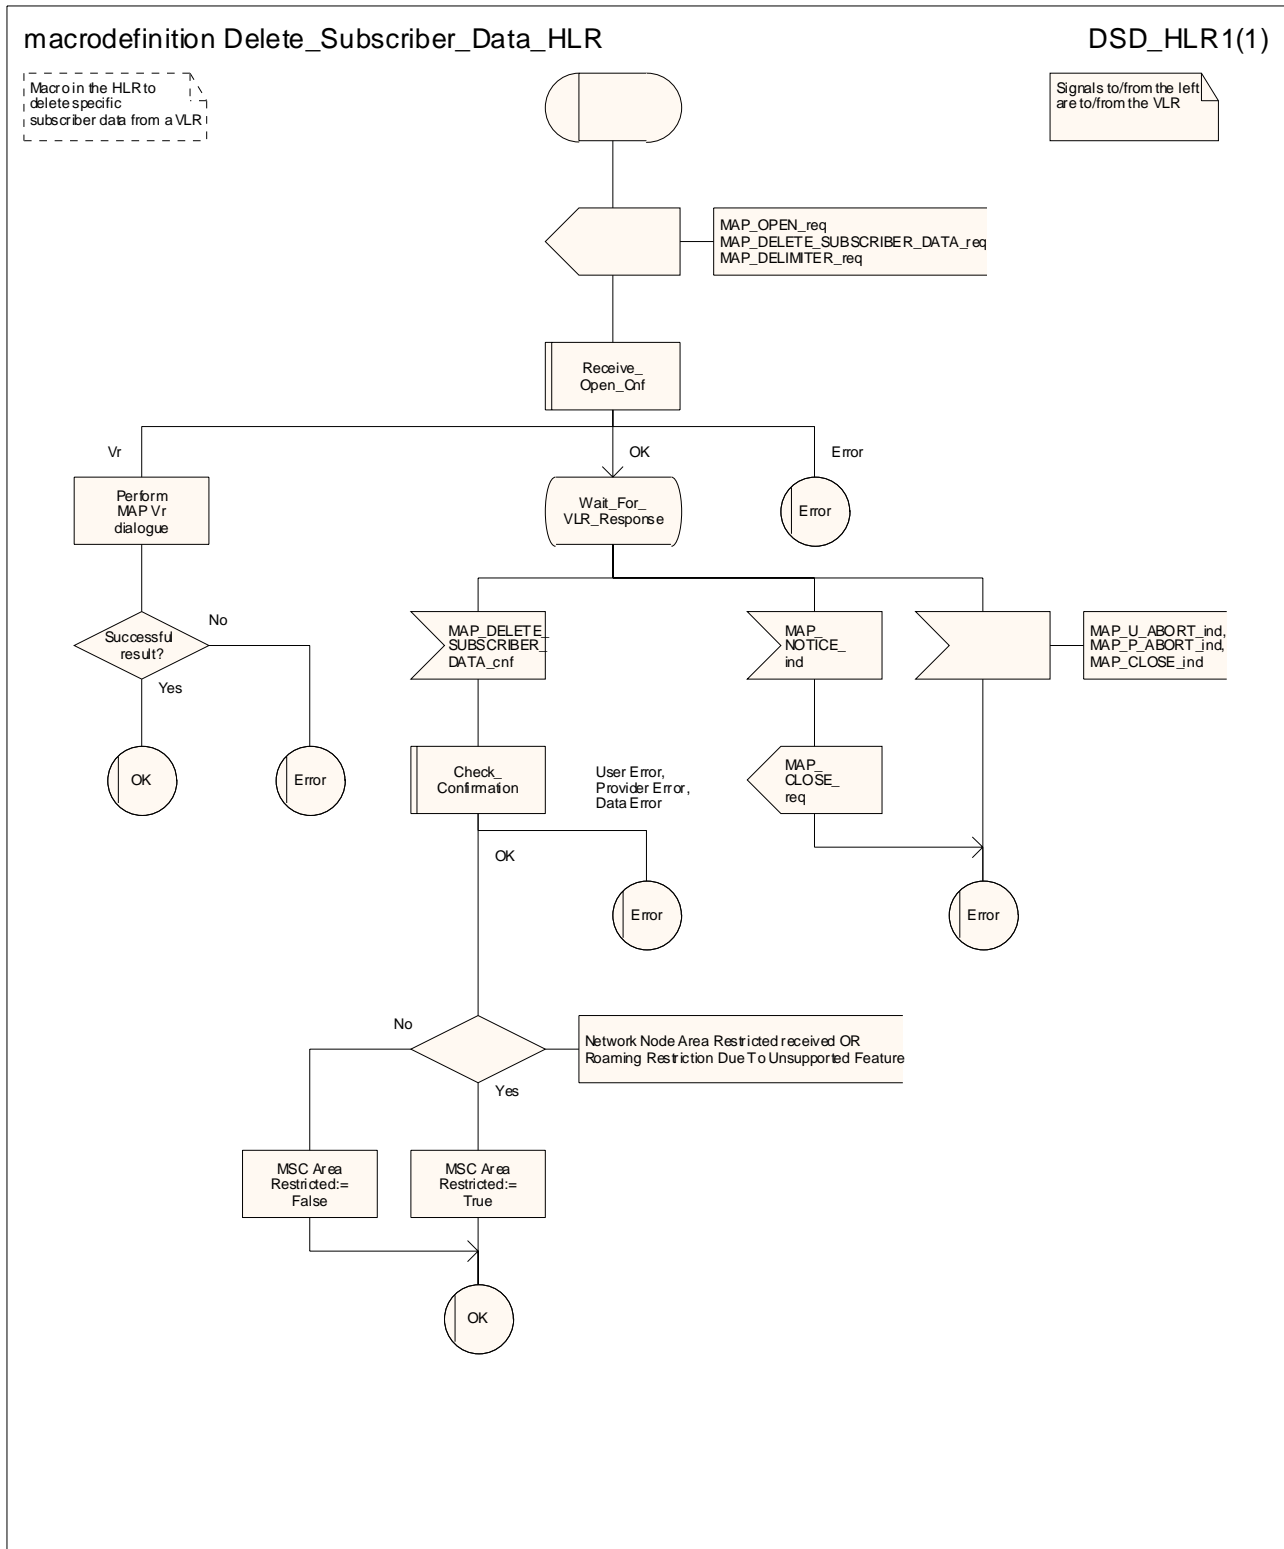 macrodefinition Delete_Subscriber_Data_HLR
DSD_HLR1(1)
Macro in the HLR to
delete specific
subscriber data from a VLR
Signals to/from the left
are to/from the VLR
MAP_OPEN_req
MAP_DELETE_SUBSCRIBER_DATA_req
MAP_DELIMITER_req
Receive_
Open_Cnf
Vr
OK
Error
Perform
MAP Vr
dialogue
Wait_For_
VLR_Response
Error
Successful
result?
No
Yes
MAP_DELETE_
SUBSCRIBER_
DATA_cnf
MAP_
NOTICE_
ind
MAP_U_ABORT_ind,
MAP_P_ABORT_ind,
MAP_CLOSE_ind
OK
Error
Check_
Confirmation
User Error,
Provider Error,
Data Error
MAP_
CLOSE_
req
OK
Error
Error
No
Network Node Area Restricted received OR
Roaming Restriction Due To Unsupported Feature
Yes
MSC Area
Restricted:=
False
MSC Area
Restricted:=
True
OK